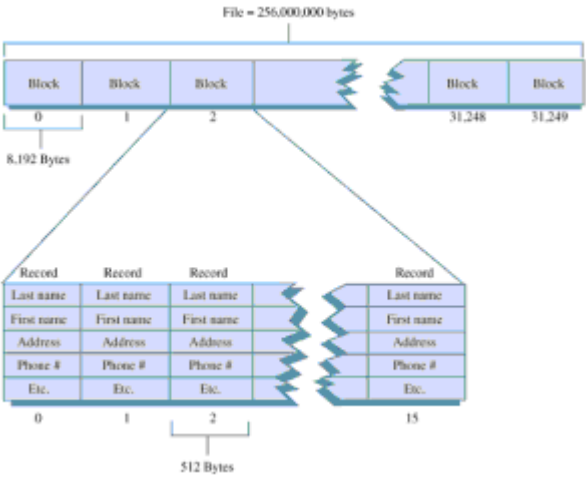 File = 256,000,000 bytes
Block Block Block Block Block
0 1 2 31,248 31,249
8,192 Bytes
Record Record Record Record
Last name Last name Last name Last name
First name First name First name First name
Address Address Address Address
Phone # Phone # Phone # Phone #
Etc. Etc. Etc. Etc.
0 1 2 15
512 Bytes